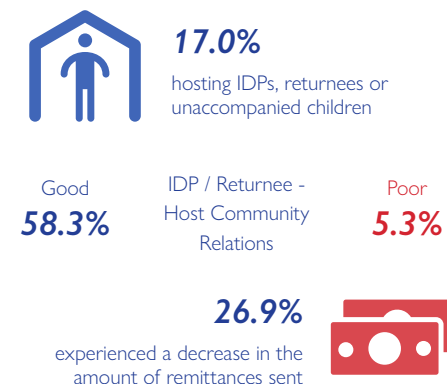 17.0%
hosting IDPs, returnees or
unaccompanied children
Good
58.3%
IDP / Returnee -
Host Community
Relations
Poor
5.3%
26.9%
experienced a decrease in the
amount of remittances sent